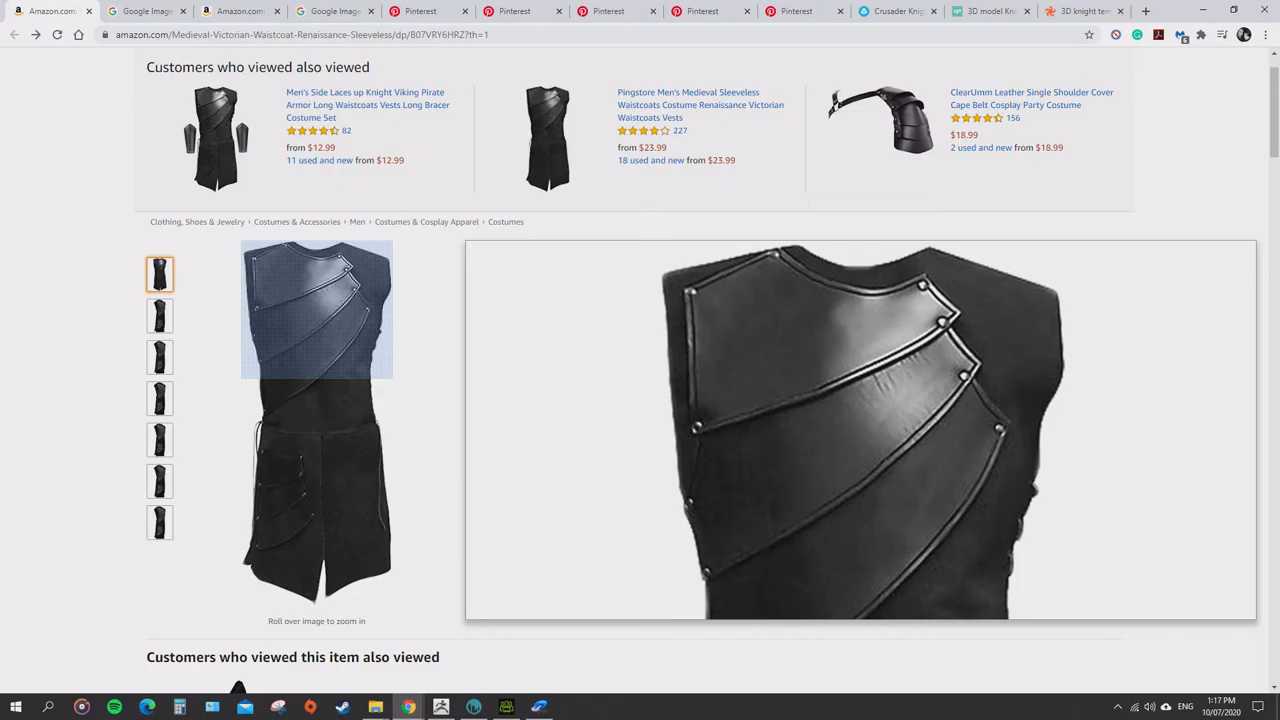 Amazon.com:
Google Imag
Amazon.com:
Google Imag
Pinterest
Pinterest
Pinterest
Pinterest
Pinterest
Crusader Knig
3D model Kni
3D knight tem
amazon.com/Medieval-Victorian-Waistcoat-Renaissance-Sleeveless/dp/B07VRY6HRZ?th=1
6
Customers who viewed also viewed
Men's Side Laces up Knight Viking Pirate
Armor Long Waistcoats Vests Long Bracer
Costume Set
82
from $12.99
11 used and new from $12.99
Pingstore Men's Medieval Sleeveless
Waistcoats Costume Renaissance Victorian
Waistcoats Vests
227
from $23.99
18 used and new from $23.99
ClearUmm Leather Single Shoulder Cover
Cape Belt Cosplay Party Costume
156
$18.99
2 used and new from $18.99
Clothing, Shoes & Jewelry › Costumes & Accessories › Men › Costumes & Cosplay Apparel › Costumes
Roll over image to zoom in
Customers who viewed this item also viewed
ENG
1:17 PM
10/07/2020